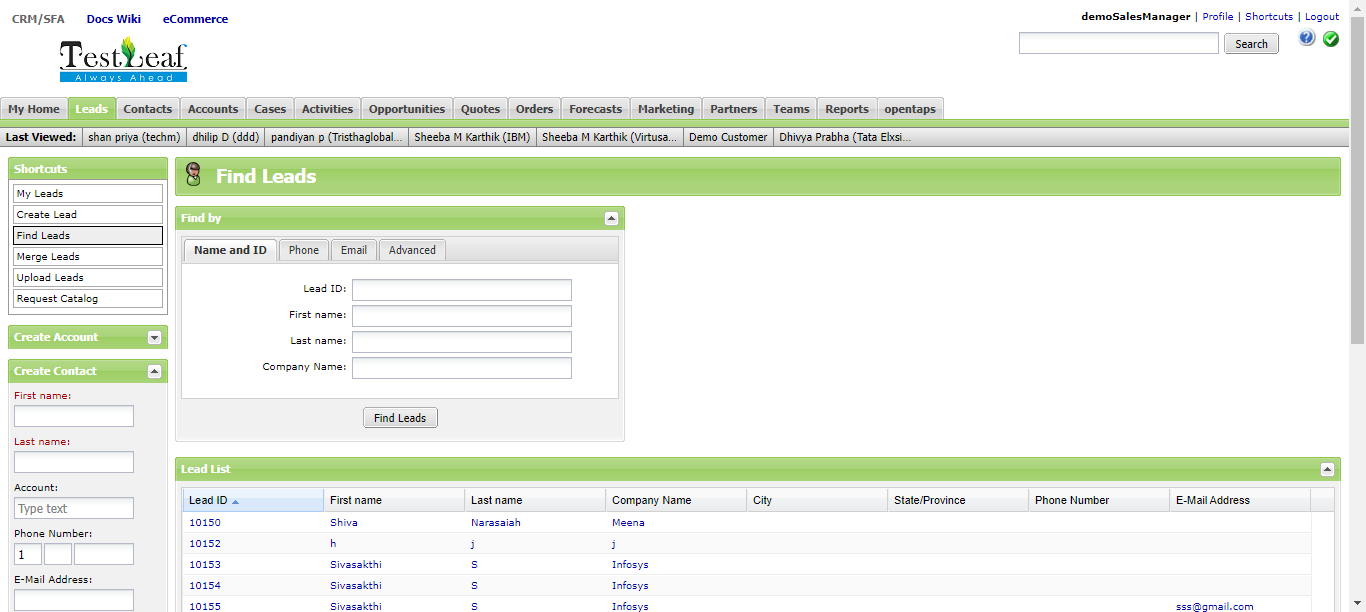 CRM/SFA Docs Wiki eCommerce
demoSalesManager | Profile | Shortcuts | Logout
TestLeaf
Always Ahead
Search
My Home Leads Contacts Accounts Cases Activities Opportunities Quotes Orders Forecasts Marketing Partners Teams Reports opentaps
Last Viewed: shan priya (techm) dhilip D (ddd) pandiyan p (Tristhaglobal... Sheeba M Karthik (IBM) Sheeba M Karthik (Virtusa... Demo Customer Dhivya Prabha (Tata Elxsi...
Shortcuts
My Leads
Create Lead
Find Leads
Merge Leads
Upload Leads
Request Catalog
Create Account
Create Contact
First name:
Last name:
Account:
Type text
Phone Number:
1
E-Mail Address:
Find Leads
Find by
Name and ID Phone Email Advanced
Lead ID:
First name:
Last name:
Company Name:
Find Leads
Lead List
Lead ID First name Last name Company Name City State/Province Phone Number E-Mail Address
10150 Shiva Narasaiah Meena
10152 h j j
10153 Sivasakthi S Infosys
10154 Sivasakthi S Infosys
10155 Sivasakthi S Infosys sss@gmail.com